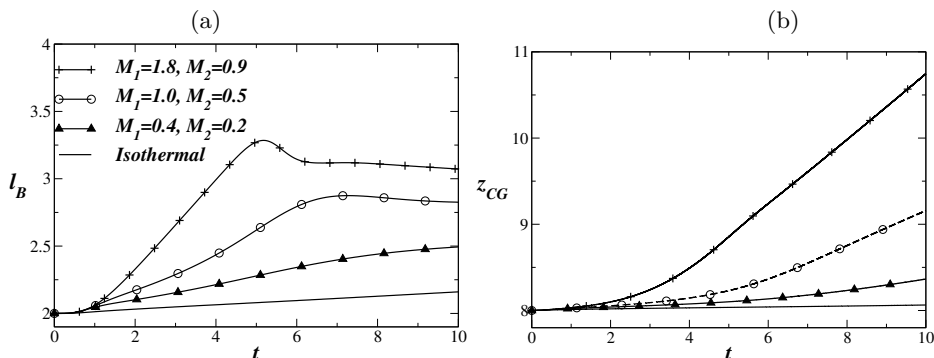 (a)
4
3.5
3
2.5
2
l_B
0 2 4 6 8 10
t
M_1=1.8, M_2=0.9
M_1=1.0, M_2=0.5
M_1=0.4, M_2=0.2
Isothermal
(b)
11
10
9
8
z_CG
0 2 4 6 8 10
t